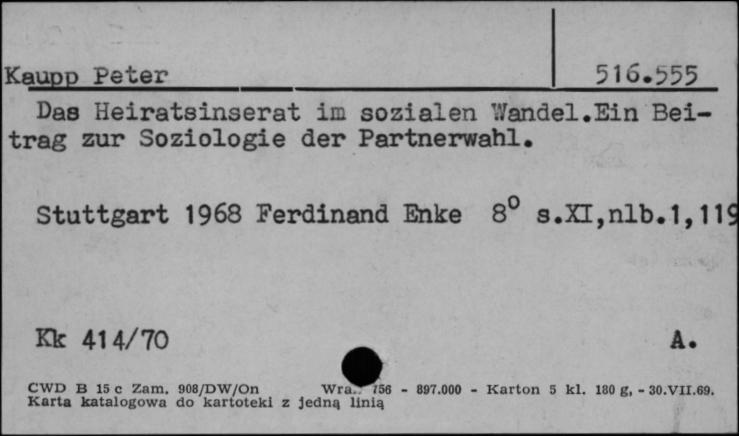 Kaupp Peter 516.555
Das Heiratsinserat im sozialen Wandel.Ein Bei-
trag zur Soziologie der Partnerwahl.
Stuttgart 1968 Ferdinand Enke 8⁰ s.XI,nlb.1,119
Kk 414/70 A.
CWD B 15 c Zam. 908/DW/On 756 - 897.000 - Karton 5 kl. 180 g, - 30.VII.69.
Karta katalogowa do kartoteki z jedną linią